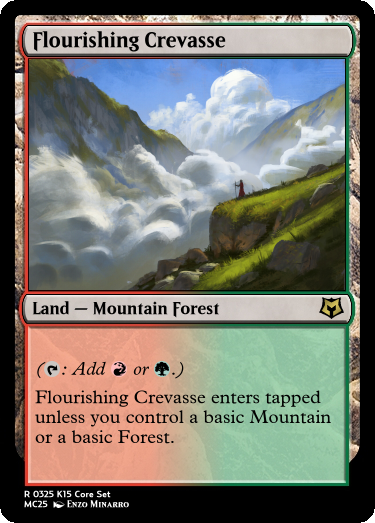 Flourishing Crevasse
Land — Mountain Forest
(: Add or .)
Flourishing Crevasse enters tapped
unless you control a basic Mountain
or a basic Forest.
R 0325 K15 Core Set
MC25 Enzo Minarro